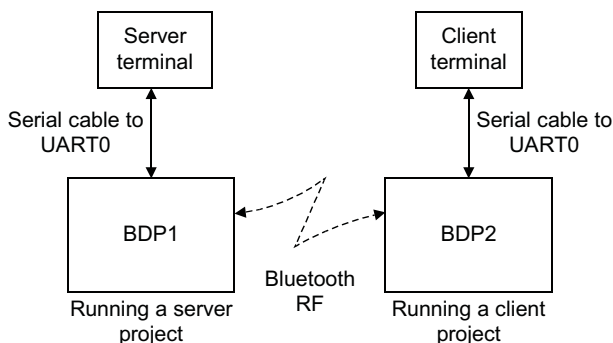 Server
terminal
Client
terminal
Serial cable to
UART0
Serial cable to
UART0
BDP1
BDP2
Bluetooth
RF
Running a server
project
Running a client
project